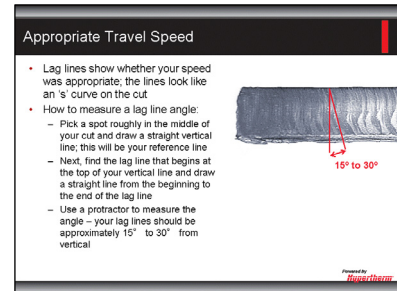 Appropriate Travel Speed
• Lag lines show whether your speed
was appropriate; the lines look like
an 's' curve on the cut
• How to measure a lag line angle:
– Pick a spot roughly in the middle of
your cut and draw a straight vertical
line; this will be your reference line
– Next, find the lag line that begins at
the top of your vertical line and draw
a straight line from the beginning to
the end of the lag line
– Use a protractor to measure the
angle – your lag lines should be
approximately 15° to 30° from
vertical
15º to 30º
Powered by
Hypertherm